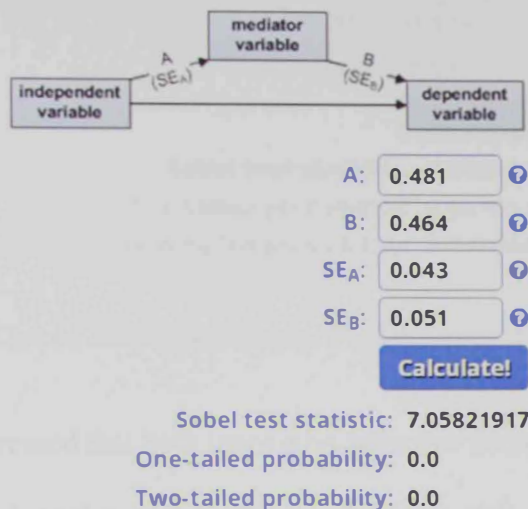 mediator
variable
A
(SEA)
B
(SEB)
independent
variable
dependent
variable
A: 0.481
B: 0.464
SEA: 0.043
SEB: 0.051
Calculate!
Sobel test statistic: 7.05821917
One-tailed probability: 0.0
Two-tailed probability: 0.0